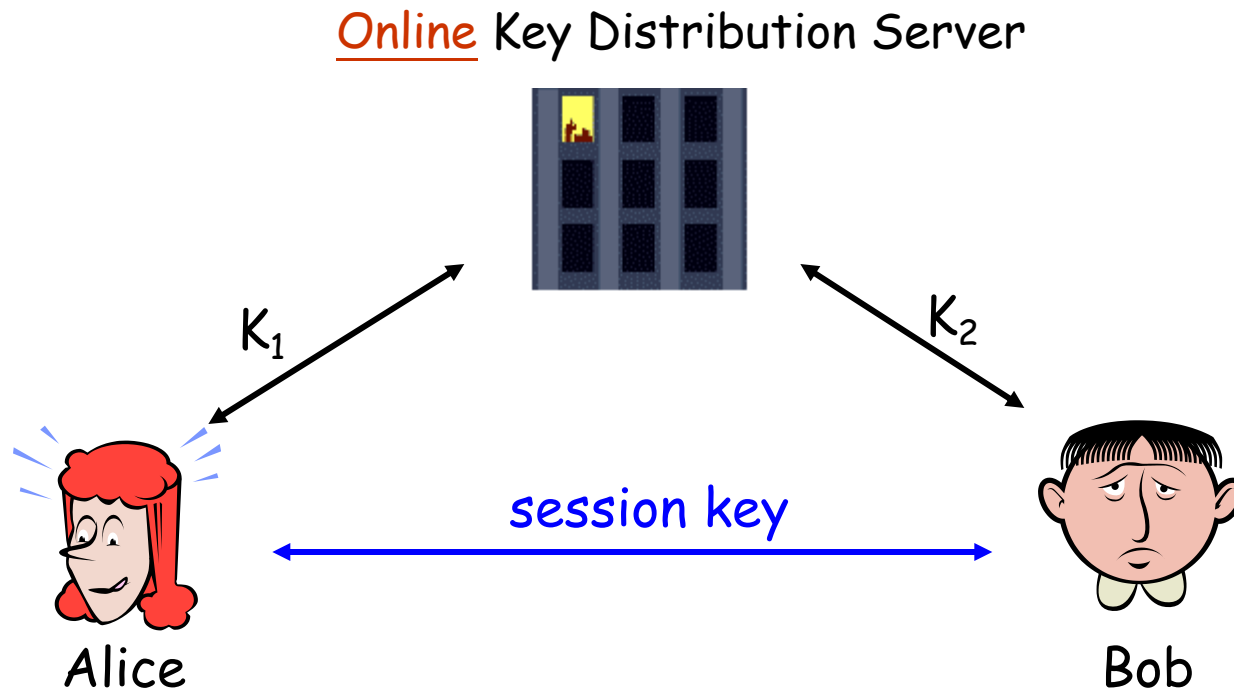 Online Key Distribution Server
K₁
K₂
session key
Alice
Bob